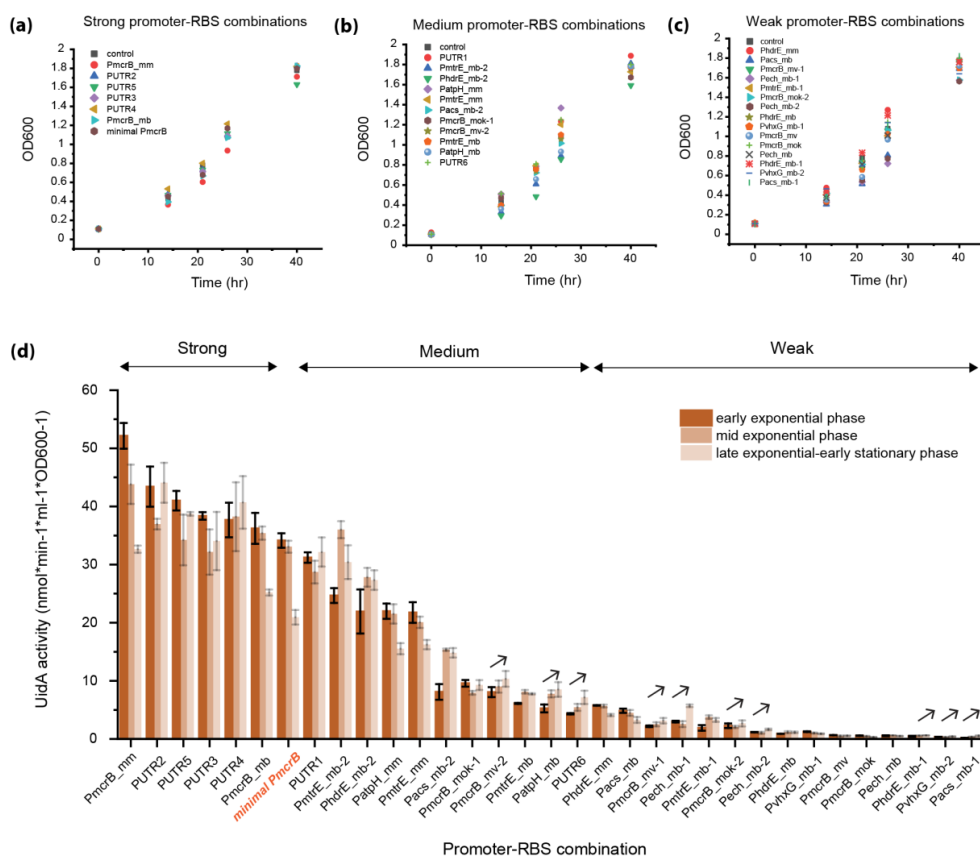 (a)
Strong promoter-RBS combinations
control
PmcrB_mm
PUTR2
PUTR5
PUTR3
PUTR4
PmcrB_mb
minimal PmcrB
OD600
2
1.8
1.6
1.4
1.2
1
0.8
0.6
0.4
0.2
0
0 10 20 30 40
Time (hr)
(b)
Medium promoter-RBS combinations
control
PUTR1
PmtrE_mb-2
PhdrE_mb-2
PatpH_mm
PmtrE_mm
Pacs_mb-2
PmcrB_mok-1
PmcrB_mv-2
PmtrE_mb
PatpH_mb
PUTR6
OD600
2
1.8
1.6
1.4
1.2
1
0.8
0.6
0.4
0.2
0
0 10 20 30 40
Time (hr)
(c)
Weak promoter-RBS combinations
control
PhdrE_mm
Pacs_mb
PmcrB_mv-1
Pech_mb-1
PmtrE_mb-1
PmcrB_mok-2
Pech_mb-2
PhdrE_mb
PvhxG_mb-1
PmcrB_mv
PmcrB_mok
Pech_mb
PhdrE_mb-1
PvhxG_mb-2
Pacs_mb-1
OD600
2
1.8
1.6
1.4
1.2
1
0.8
0.6
0.4
0.2
0
0 10 20 30 40
Time (hr)
(d)
Strong Medium Weak
early exponential phase
mid exponential phase
late exponential-early stationary phase
UidA activity (nmol*min-1*ml-1*OD600-1)
60
50
40
30
20
10
0
PmcrB_mm
PUTR2
PUTR5
PUTR3
PUTR4
PmcrB_mb
minimal PmcrB
PUTR1
PmtrE_mb-2
PhdrE_mb-2
PatpH_mm
PmtrE_mm
Pacs_mb-2
PmcrB_mok-1
PmcrB_mv-2
PmtrE_mb
PatpH_mb
PUTR6
PhdrE_mm
Pacs_mb
PmcrB_mv-1
Pech_mb-1
PmtrE_mb-1
PmcrB_mok-2
Pech_mb-2
PhdrE_mb
PvhxG_mb-1
PmcrB_mv
PmcrB_mok
Pech_mb
PhdrE_mb-1
PvhxG_mb-2
Pacs_mb-1
Promoter-RBS combination